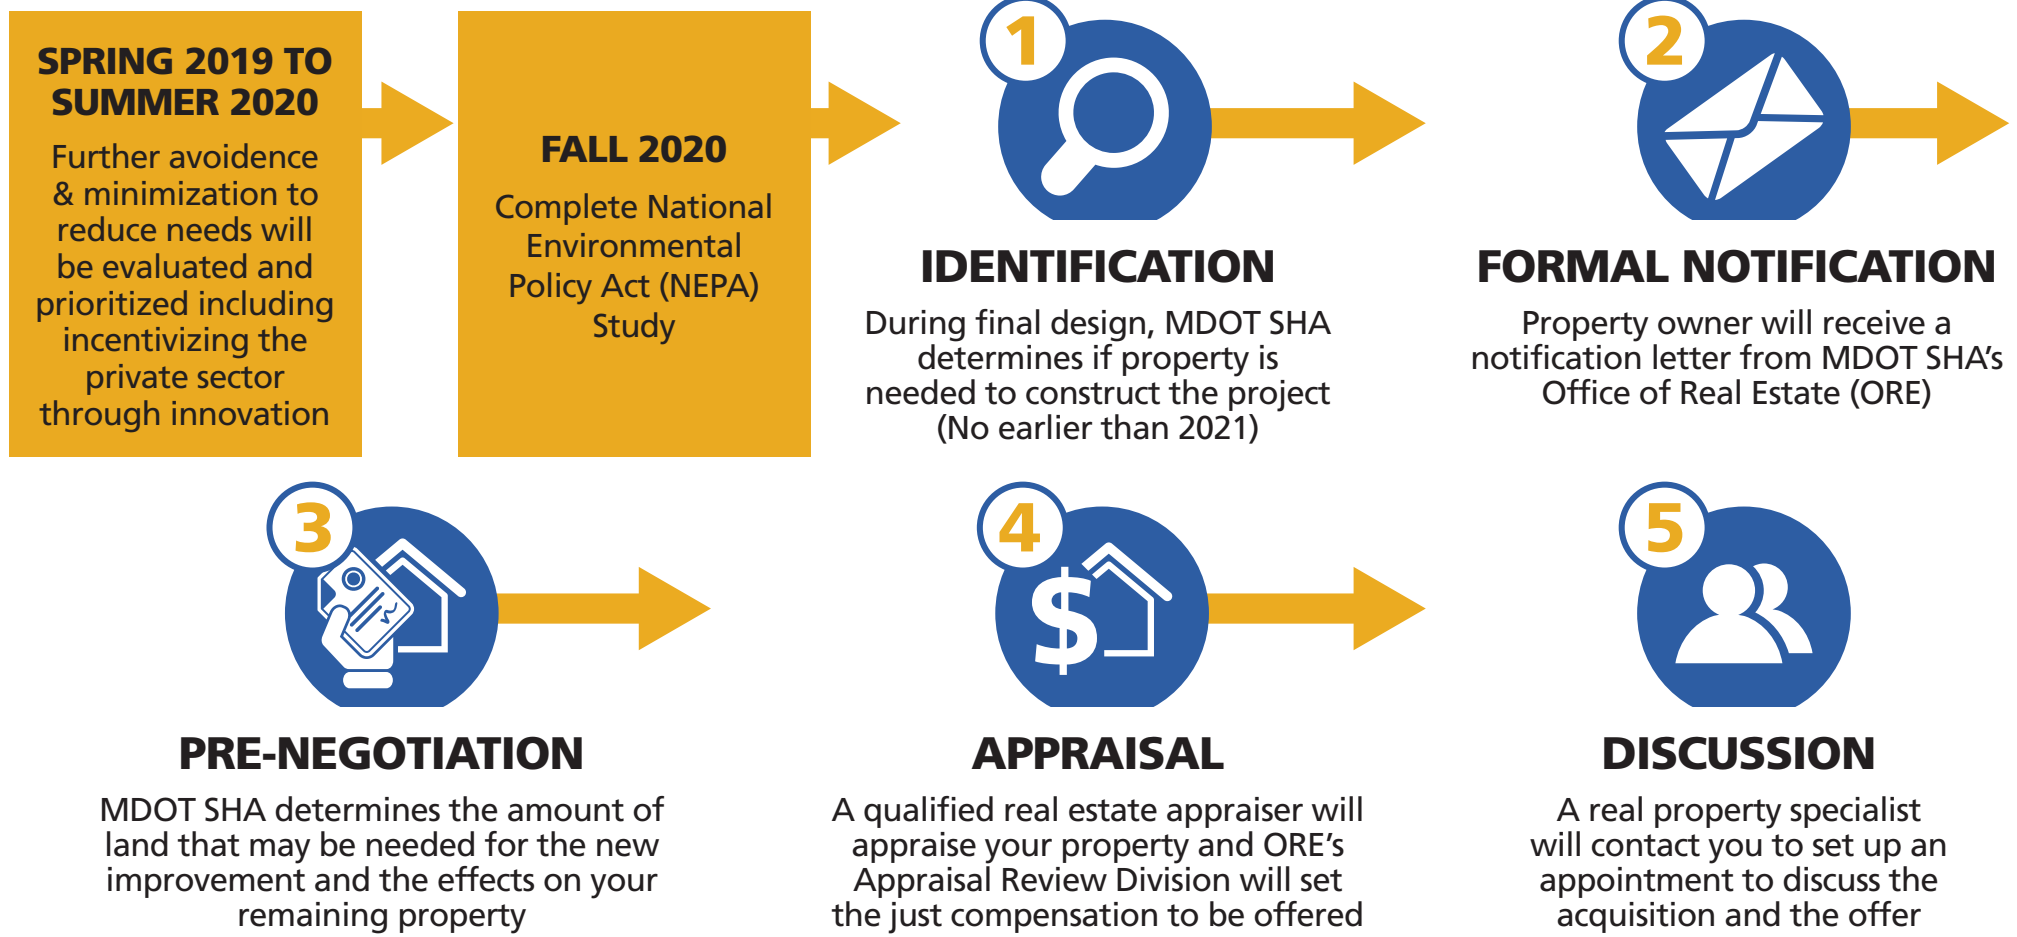 SPRING 2019 TO
SUMMER 2020
Further avoidence
& minimization to
reduce needs will
be evaluated and
prioritized including
incentivizing the
private sector
through innovation
FALL 2020
Complete National
Environmental
Policy Act (NEPA)
Study
1
IDENTIFICATION
During final design, MDOT SHA
determines if property is
needed to construct the project
(No earlier than 2021)
2
FORMAL NOTIFICATION
Property owner will receive a
notification letter from MDOT SHA’s
Office of Real Estate (ORE)
3
PRE-NEGOTIATION
MDOT SHA determines the amount of
land that may be needed for the new
improvement and the effects on your
remaining property
4
$
APPRAISAL
A qualified real estate appraiser will
appraise your property and ORE’s
Appraisal Review Division will set
the just compensation to be offered
5
DISCUSSION
A real property specialist
will contact you to set up an
appointment to discuss the
acquisition and the offer